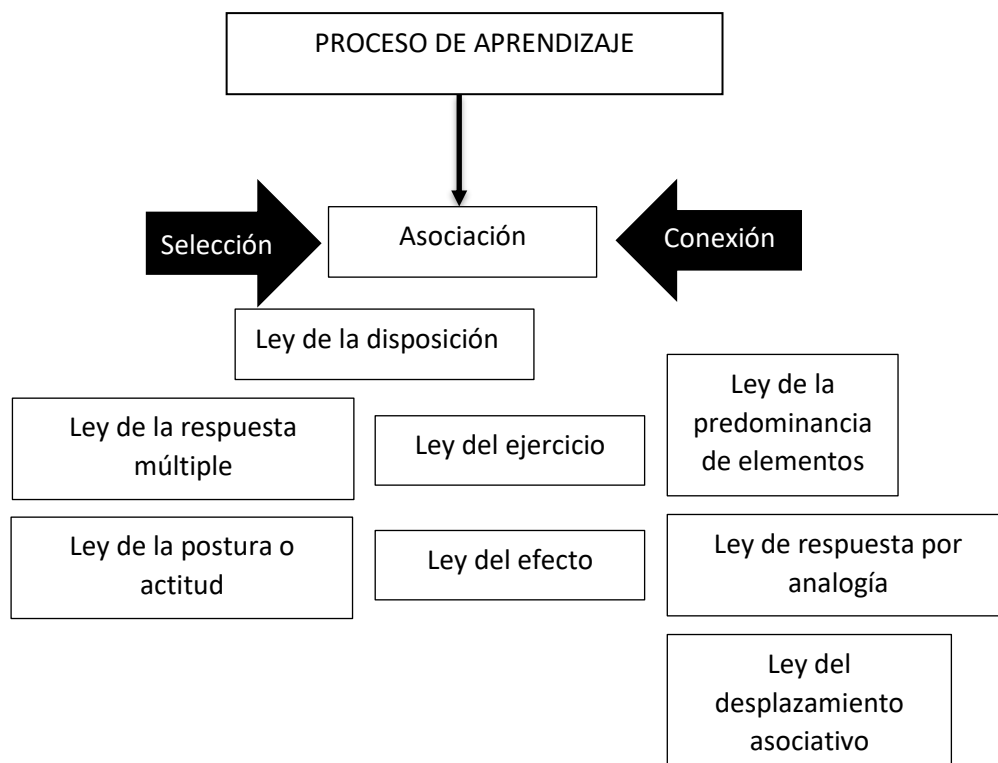 PROCESO DE APRENDIZAJE
Selección
Asociación
Conexión
Ley de la disposición
Ley de la respuesta
múltiple
Ley del ejercicio
Ley de la
predominancia
de elementos
Ley de la postura o
actitud
Ley del efecto
Ley de respuesta por
analogía
Ley del
desplazamiento
asociativo